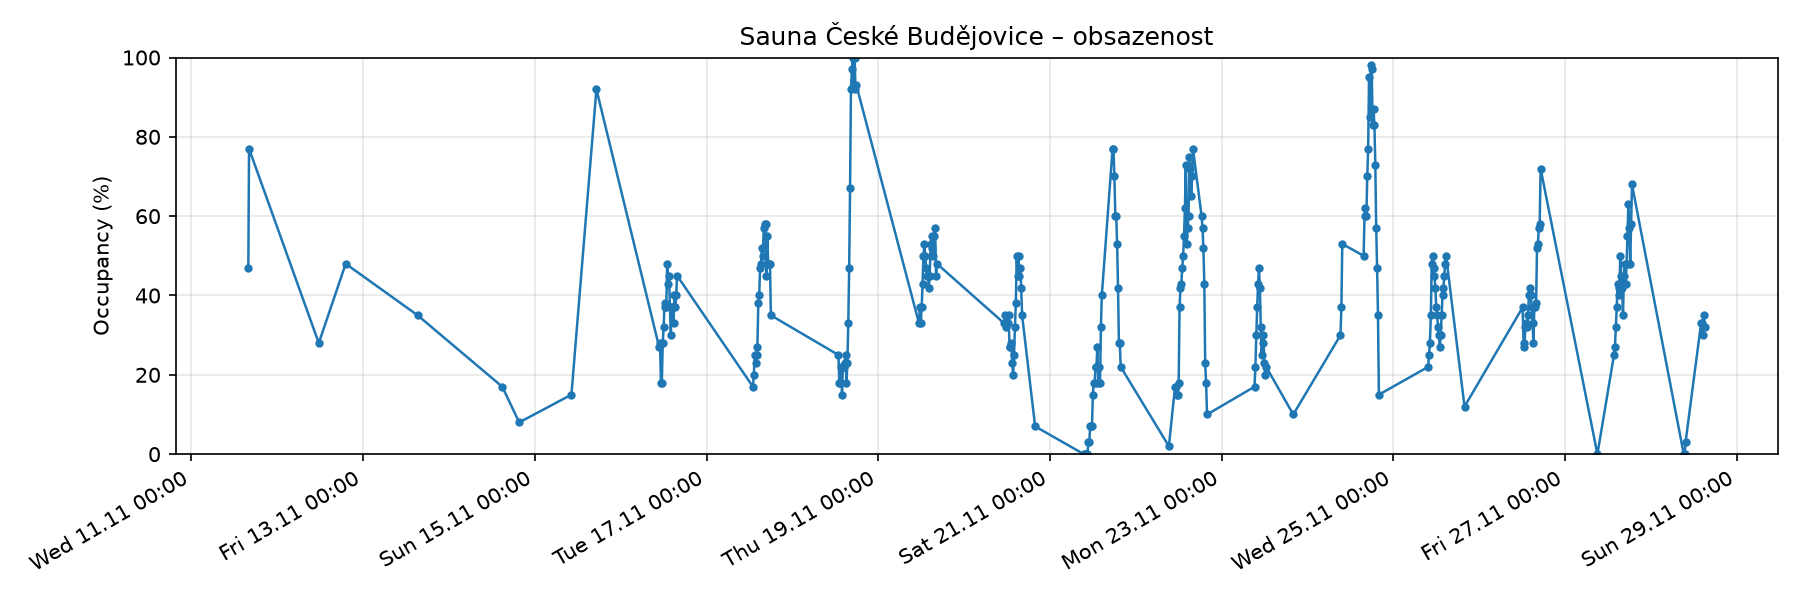 Sauna České Budějovice – obsazenost
Occupancy (%)
100
80
60
40
20
0
Wed 11.11 00:00
Fri 13.11 00:00
Sun 15.11 00:00
Tue 17.11 00:00
Thu 19.11 00:00
Sat 21.11 00:00
Mon 23.11 00:00
Wed 25.11 00:00
Fri 27.11 00:00
Sun 29.11 00:00